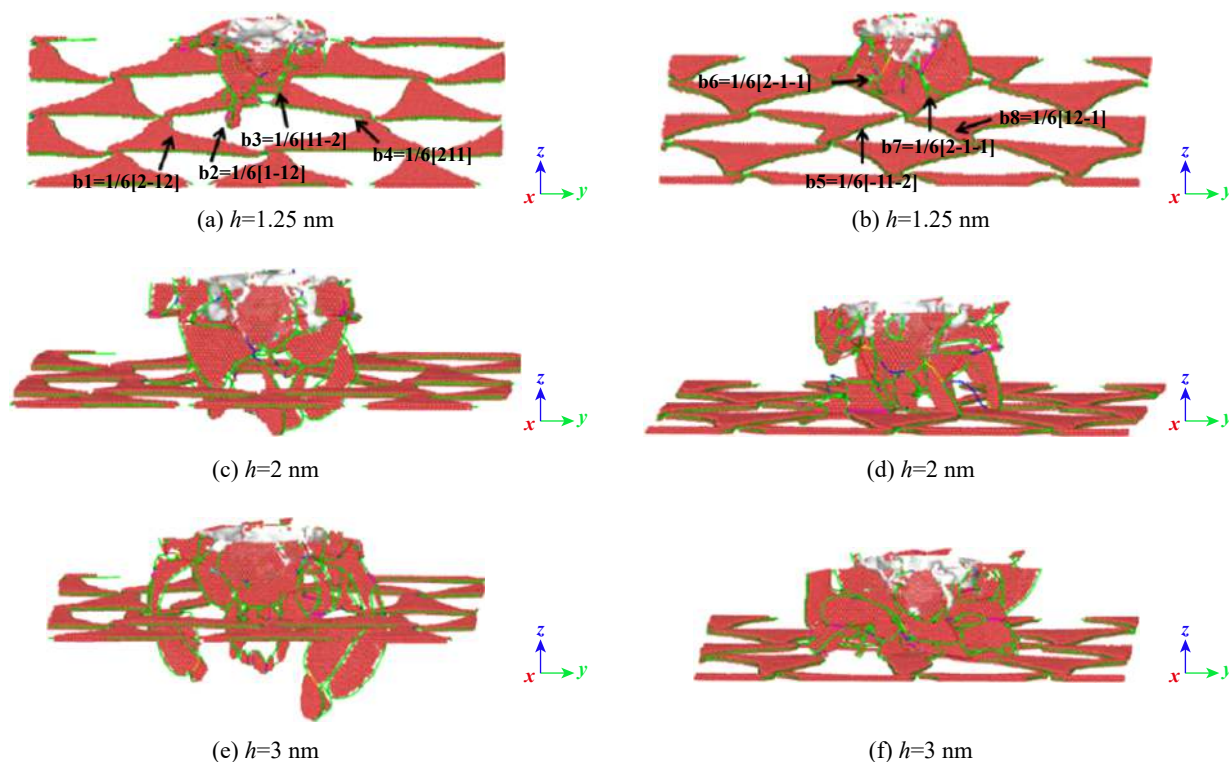 b3=1/6[11-2]
b4=1/6[211]
b2=1/6[1-12]
b1=1/6[2-12]
z
x
y
(a) h=1.25 nm
b6=1/6[2-1-1]
b8=1/6[12-1]
b7=1/6[2-1-1]
b5=1/6[-11-2]
z
x
y
(b) h=1.25 nm
z
x
y
(c) h=2 nm
z
x
y
(d) h=2 nm
z
x
y
(e) h=3 nm
z
x
y
(f) h=3 nm